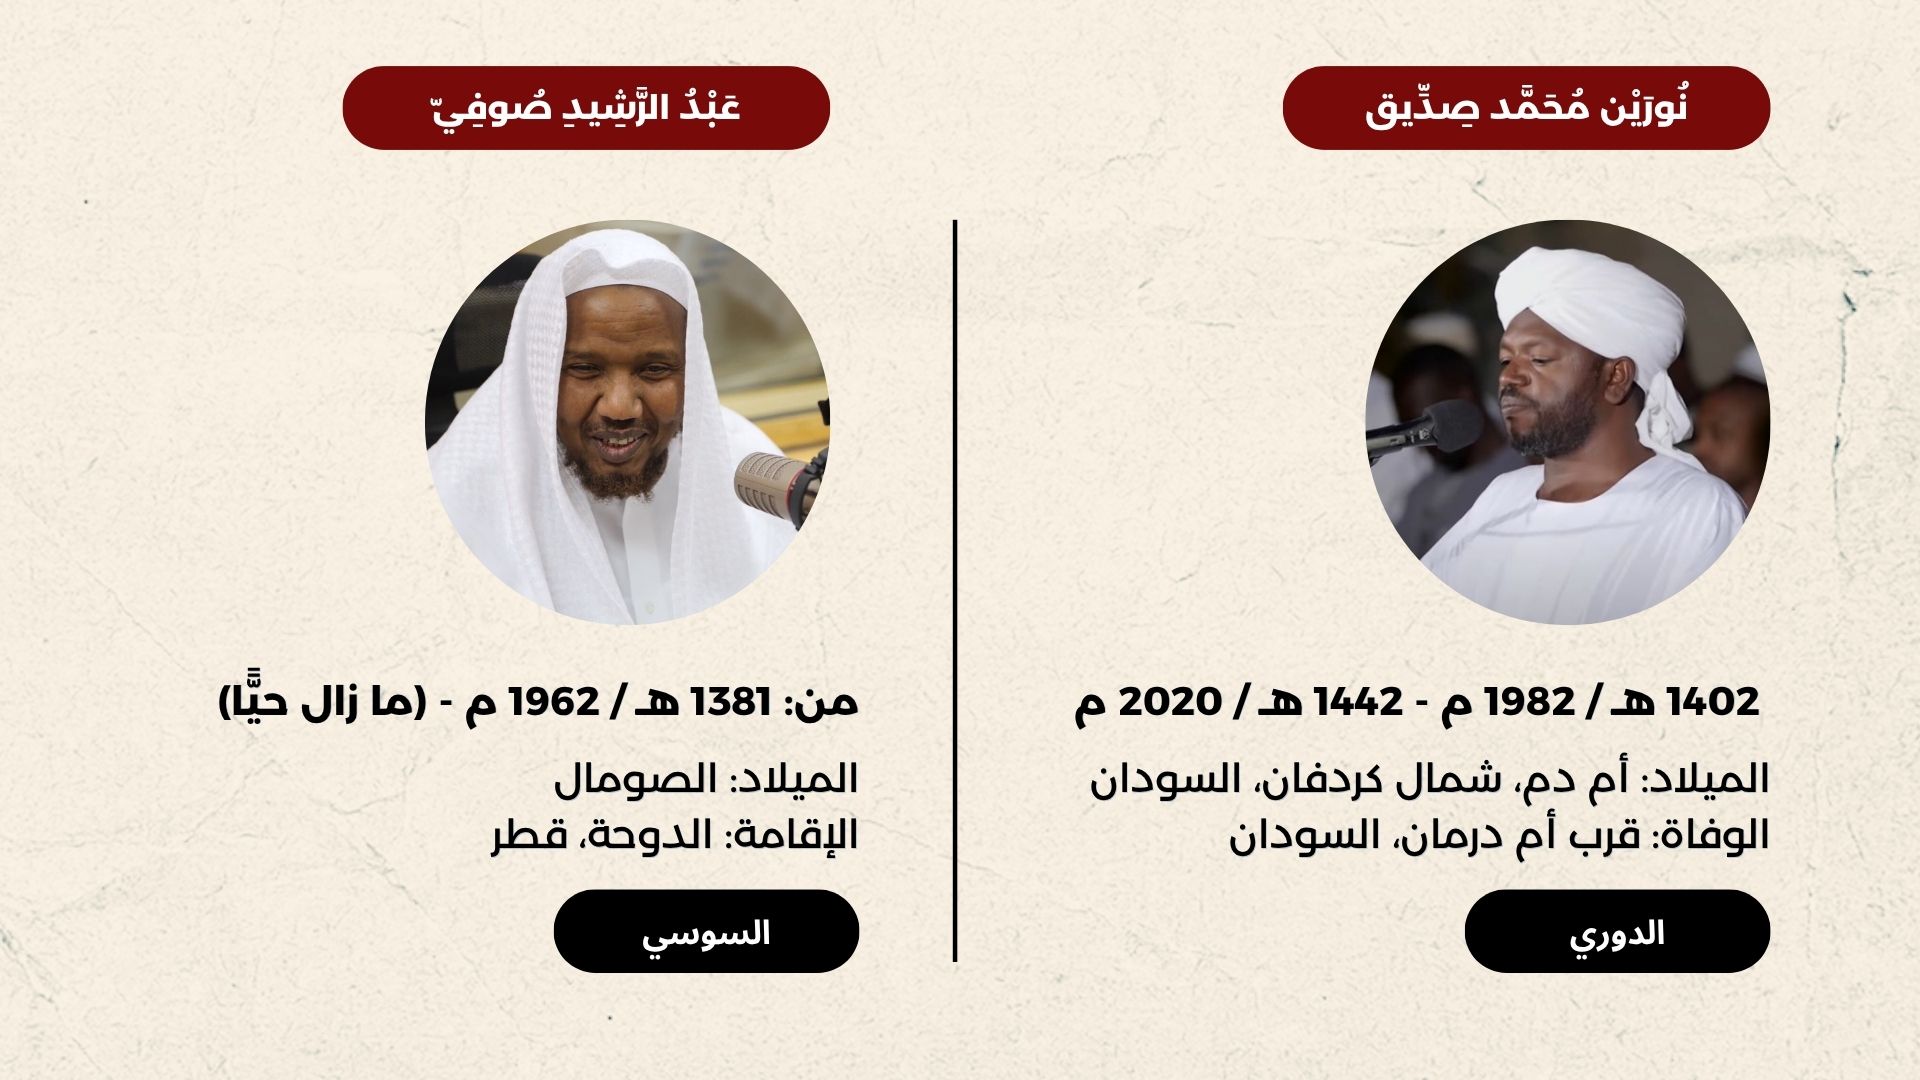 نُورَيْن مُحَمَّد صِدِّيق
1402 هـ / 1982 م - 1442 هـ / 2020 م
الميلاد: أم دم، شمال كردفان، السودان
الوفاة: قرب أم درمان، السودان
الدوري
عَبْدُ الرَّشِيدِ صُوفِيّ
من: 1381 هـ / 1962 م - (ما زال حيًّا)
الميلاد: الصومال
الإقامة: الدوحة، قطر
السوسي